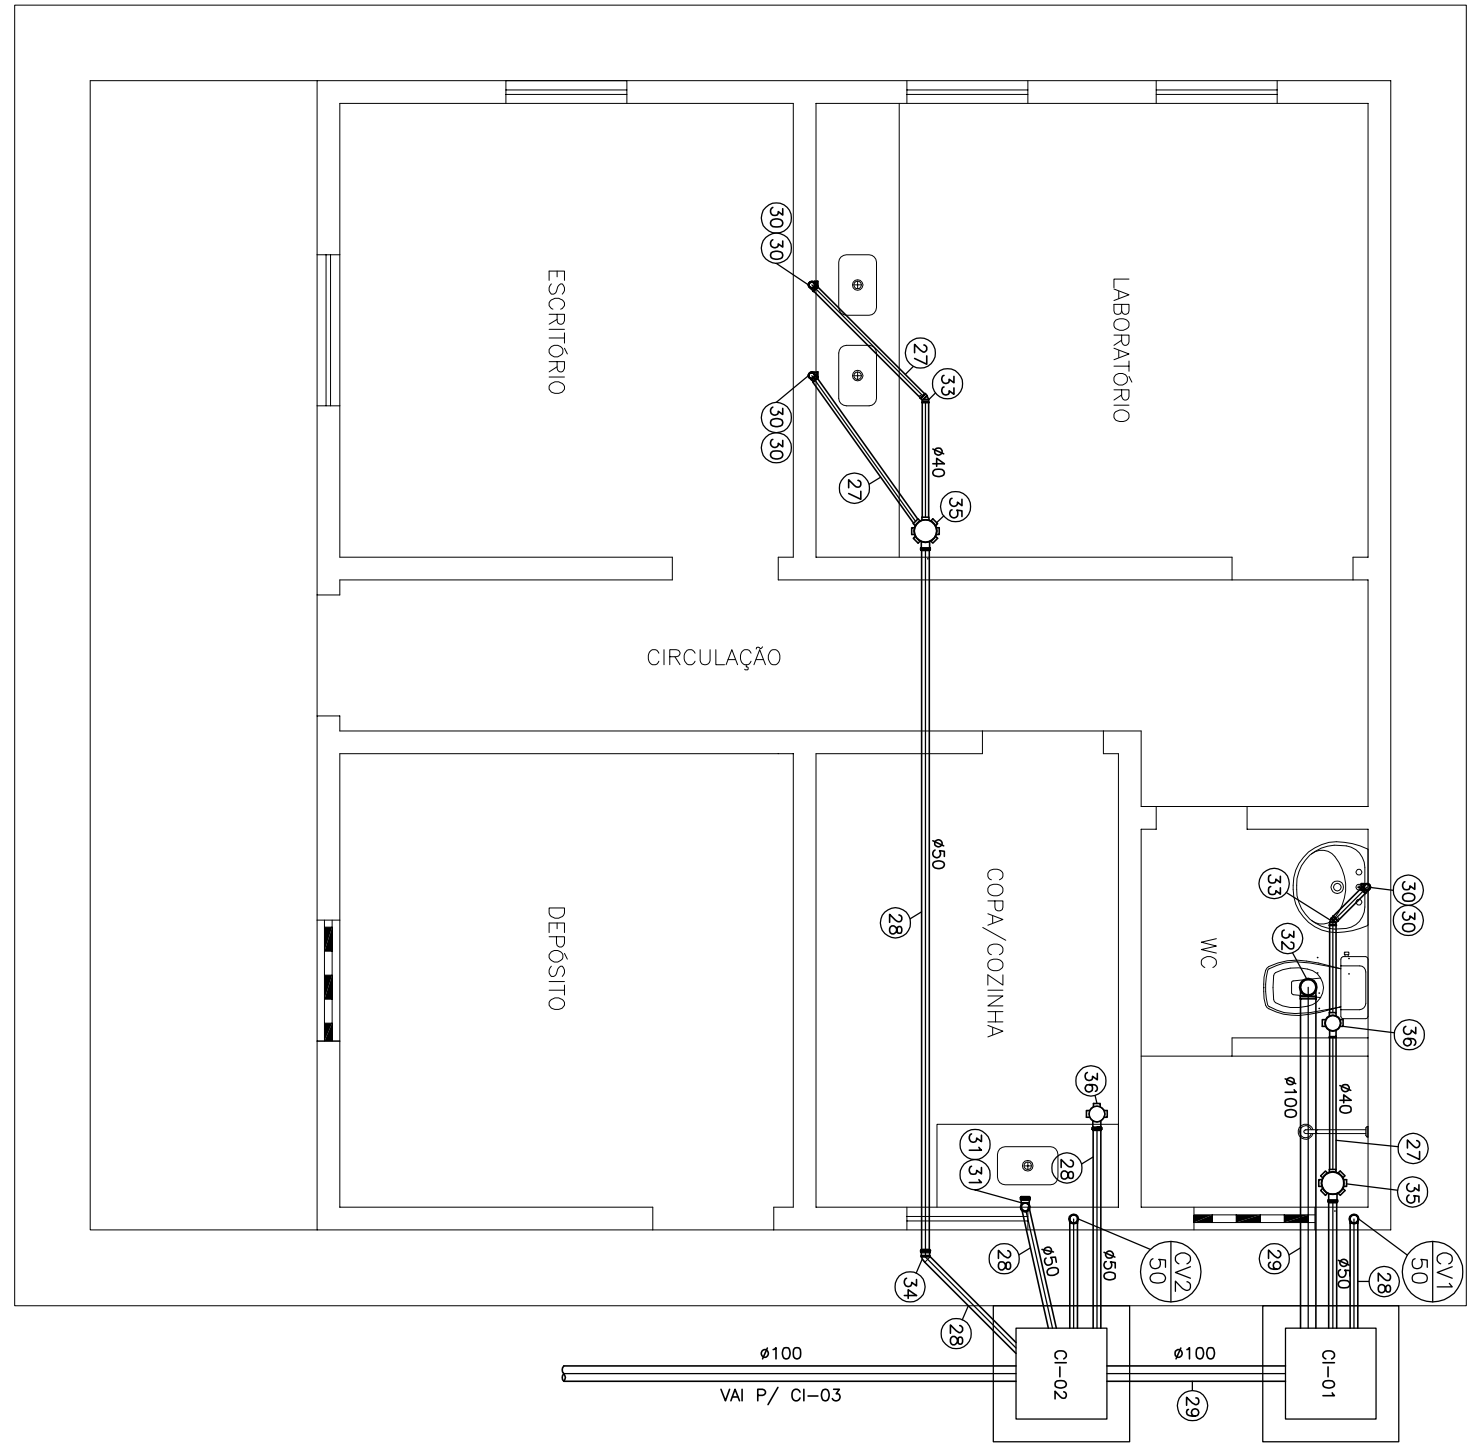 30
30
ESCRITÓRIO
LABORATÓRIO
27
33
30
30
ø40
27
35
CIRCULAÇÃO
ø50
28
COPA/COZINHA
DEPÓSITO
WC
33
30
30
32
36
36
ø100
ø40
27
31
31
28
35
28
ø50
ø50
CV2
50
29
ø50
28
CV1
50
34
28
ø100
VAI P/ CI-03
CI-02
ø100
29
CI-01